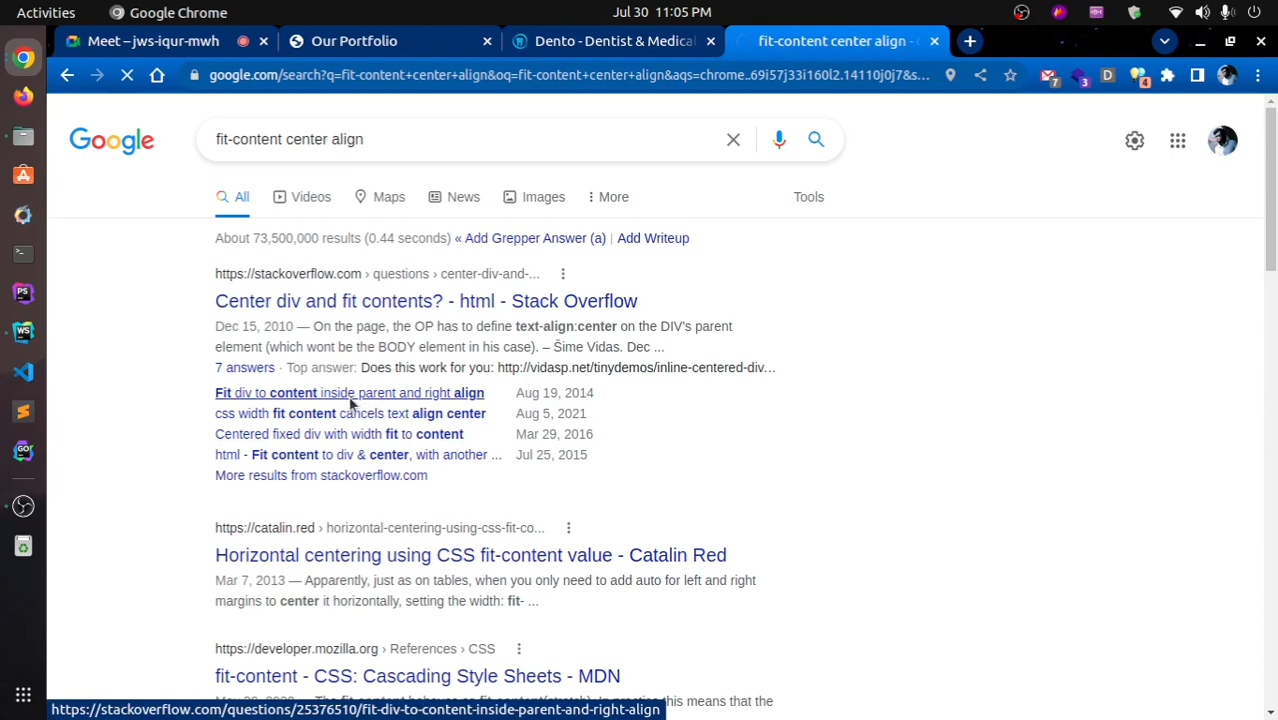 Activities
Google Chrome
Jul 30 11:05 PM
Meet – jws-iqur-mwh
Our Portfolio
Dento - Dentist & Medical
fit-content center align -
google.com/search?q=fit-content+center+align&oq=fit-content+center+align&aqs=chrome..69i57j33i160l2.14110j0j7&s...
7
3
D
4
Google
fit-content center align
All
Videos
Maps
News
Images
More
Tools
About 73,500,000 results (0.44 seconds) « Add Grepper Answer (a) | Add Writeup
https://stackoverflow.com › questions › center-div-and-...
Center div and fit contents? - html - Stack Overflow
Dec 15, 2010 — On the page, the OP has to define text-align:center on the DIV's parent
element (which wont be the BODY element in his case). – Šime Vidas. Dec ...
7 answers · Top answer: Does this work for you: http://vidasp.net/tinydemos/inline-centered-div...
Fit div to content inside parent and right align Aug 19, 2014
css width fit content cancels text align center Aug 5, 2021
Centered fixed div with width fit to content Mar 29, 2016
html - Fit content to div & center, with another ... Jul 25, 2015
More results from stackoverflow.com
https://catalin.red › horizontal-centering-using-css-fit-co...
Horizontal centering using CSS fit-content value - Catalin Red
Mar 7, 2013 — Apparently, just as on tables, when you only need to add auto for left and right
margins to center it horizontally, setting the width: fit- ...
https://developer.mozilla.org › References › CSS
fit-content - CSS: Cascading Style Sheets - MDN
this means that the
https://stackoverflow.com/questions/25376510/fit-div-to-content-inside-parent-and-right-align